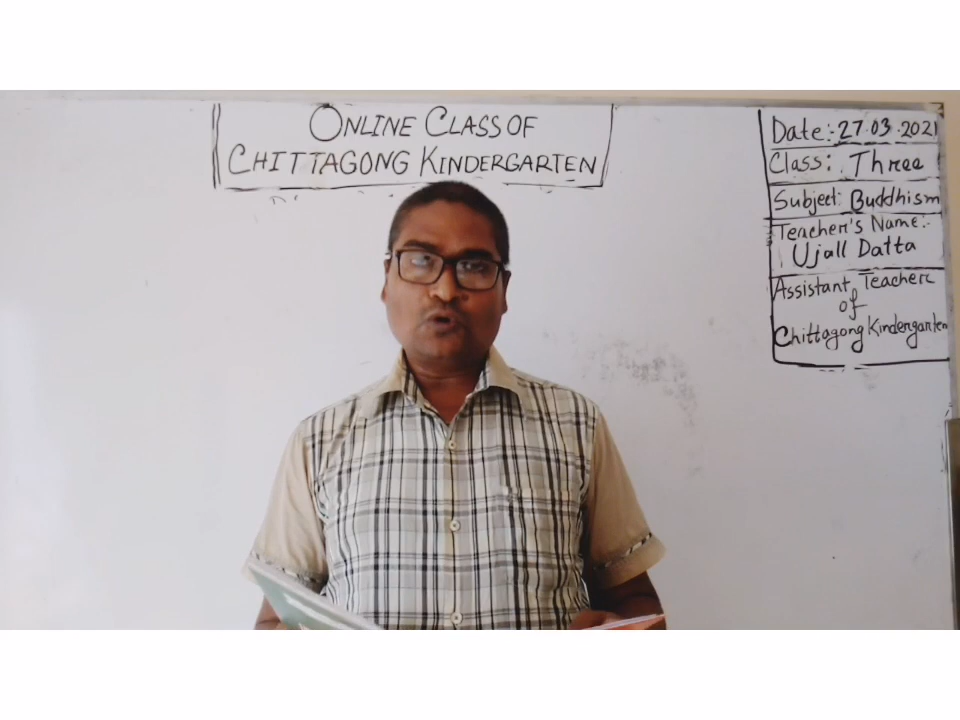 ONLINE CLASS OF
CHITTAGONG KINDERGARTEN
Date:- 27.03.2021
Class: Three
Subject: Buddhism
Teacher's Name:-
Ujall Datta
Assistant Teacher
of
Chittagong Kindergarten